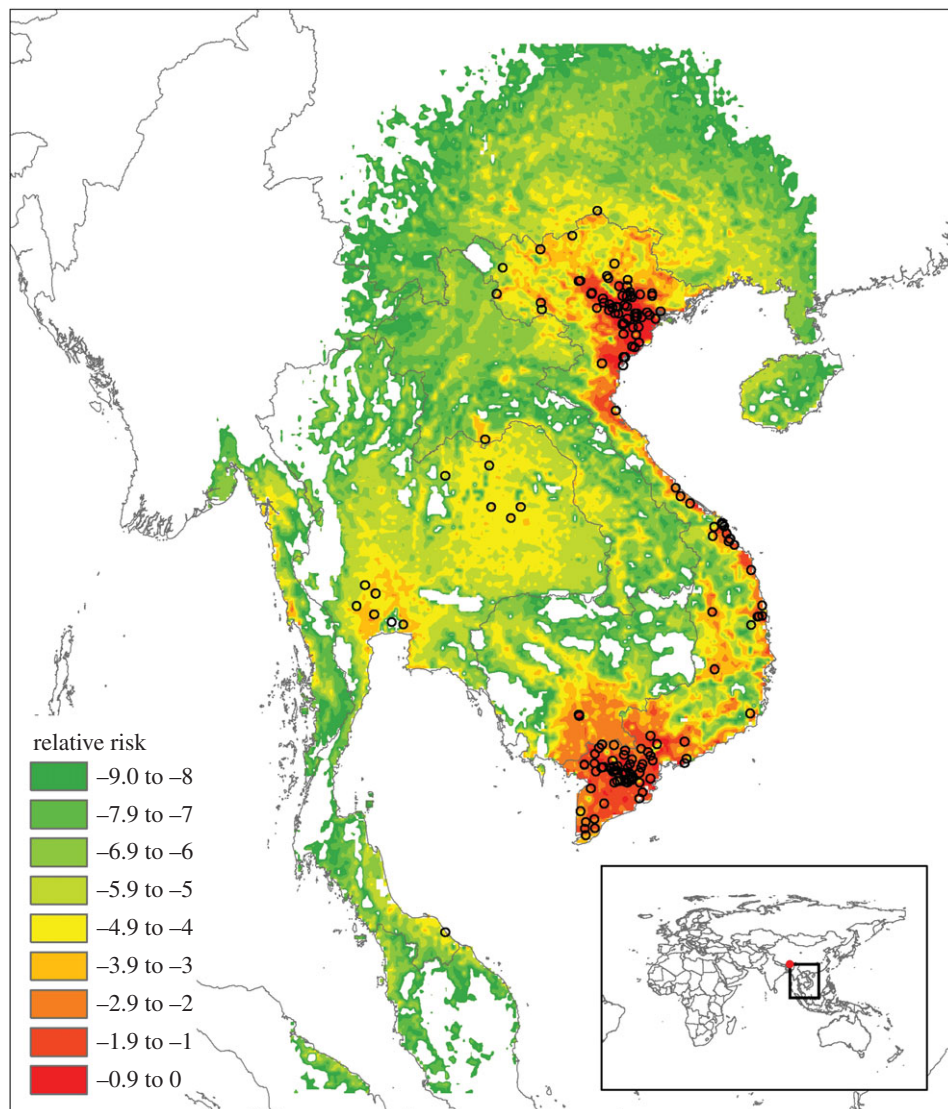 relative risk
–9.0 to –8
–7.9 to –7
–6.9 to –6
–5.9 to –5
–4.9 to –4
–3.9 to –3
–2.9 to –2
–1.9 to –1
–0.9 to 0